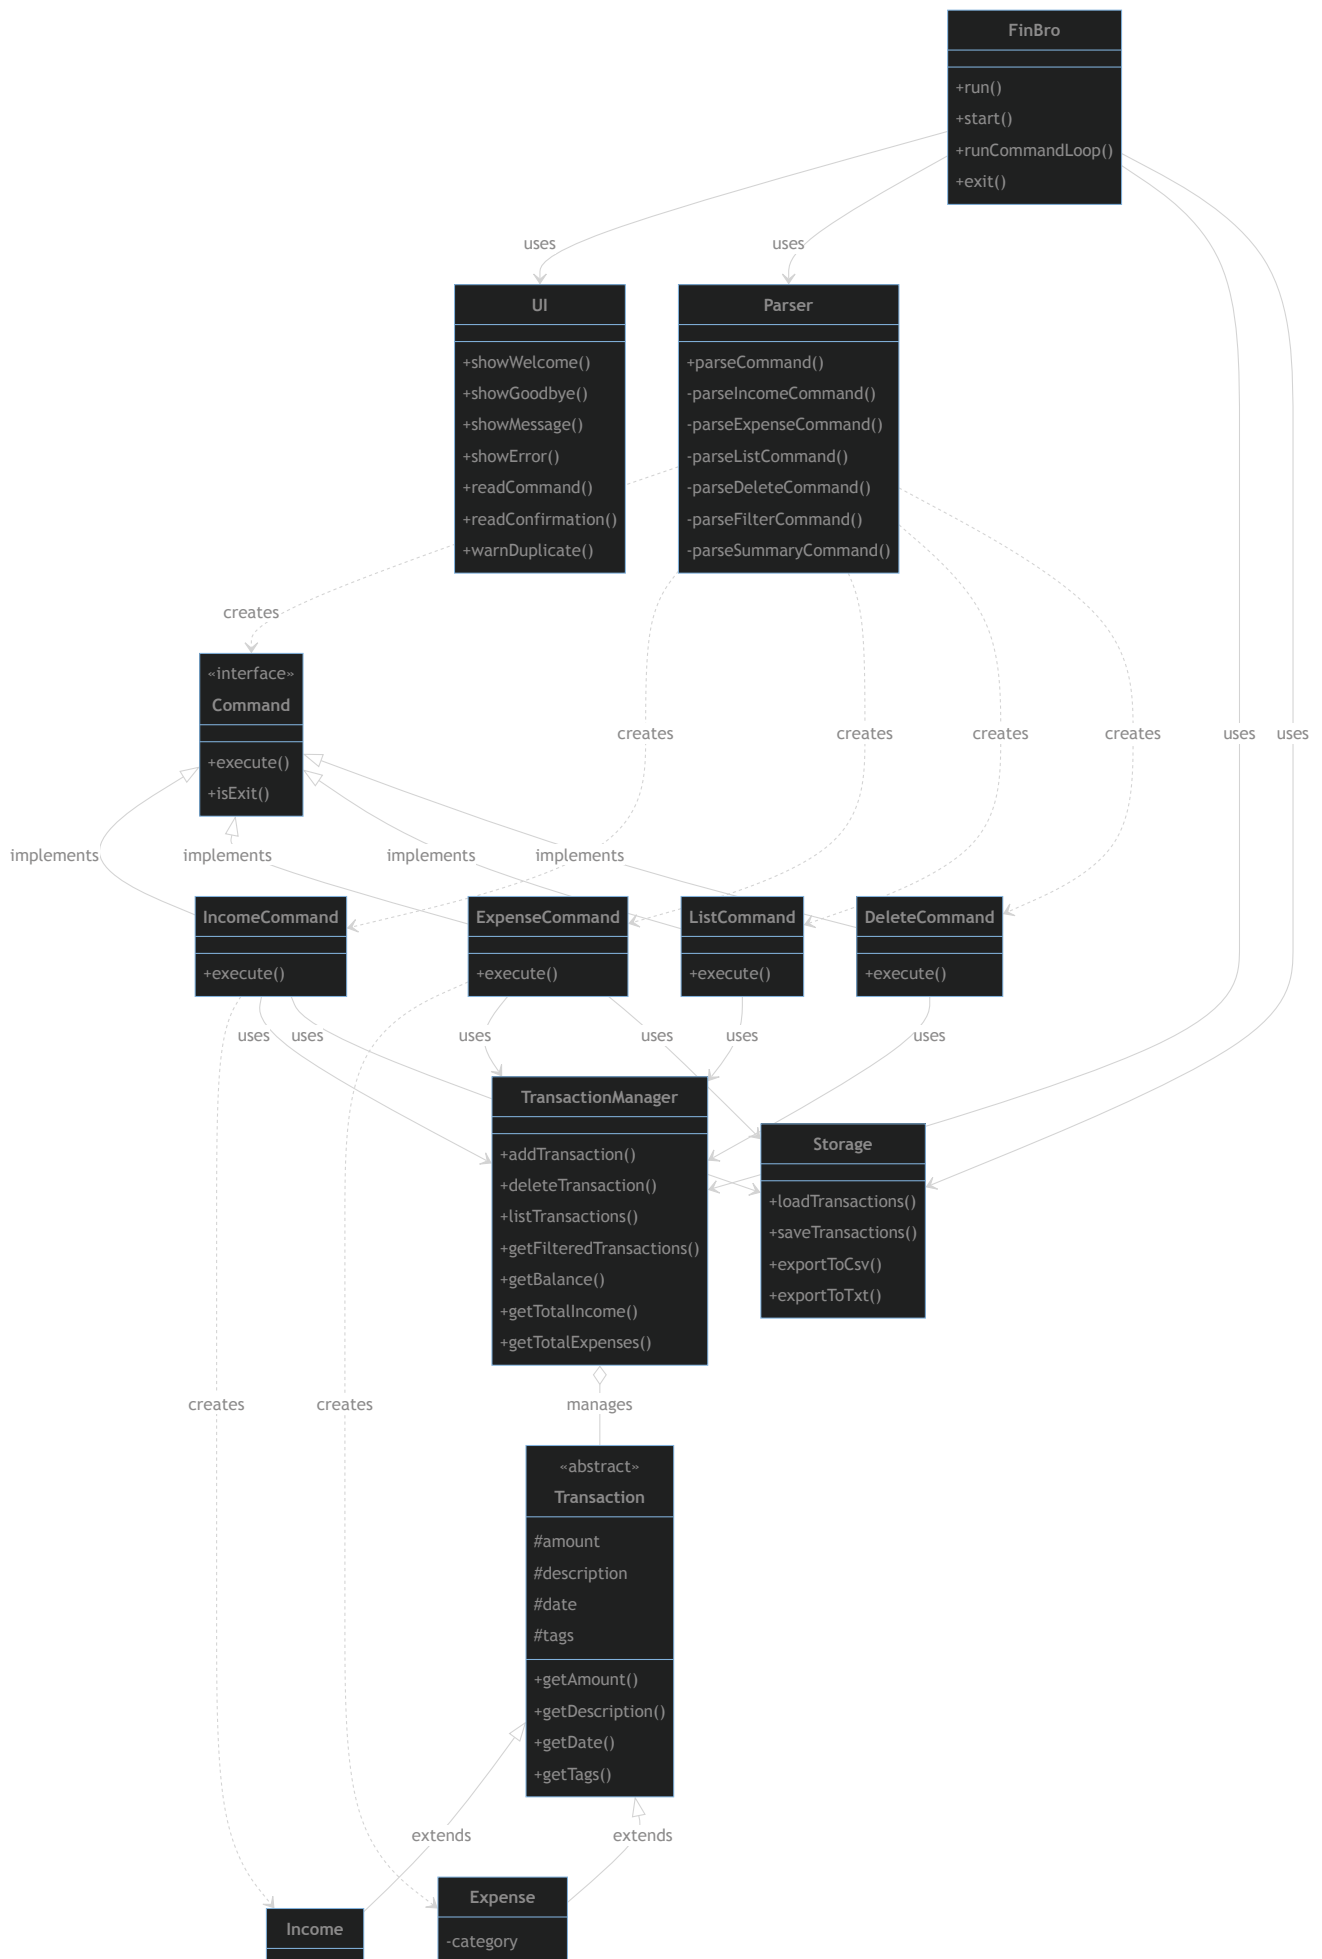 FinBro
+run()
+start()
+runCommandLoop()
+exit()
uses
uses
UI
+showWelcome()
+showGoodbye()
+showMessage()
+showError()
+readCommand()
+readConfirmation()
+warnDuplicate()
Parser
+parseCommand()
-parseIncomeCommand()
-parseExpenseCommand()
-parseListCommand()
-parseDeleteCommand()
-parseFilterCommand()
-parseSummaryCommand()
creates
«interface»
Command
+execute()
+isExit()
creates
creates
creates
creates
uses
uses
implements
implements
implements
implements
IncomeCommand
+execute()
ExpenseCommand
+execute()
ListCommand
+execute()
DeleteCommand
+execute()
uses
uses
uses
uses
uses
uses
TransactionManager
+addTransaction()
+deleteTransaction()
+listTransactions()
+getFilteredTransactions()
+getBalance()
+getTotalIncome()
+getTotalExpenses()
Storage
+loadTransactions()
+saveTransactions()
+exportToCsv()
+exportToTxt()
creates
creates
manages
«abstract»
Transaction
#amount
#description
#date
#tags
+getAmount()
+getDescription()
+getDate()
+getTags()
extends
extends
Income
Expense
-category